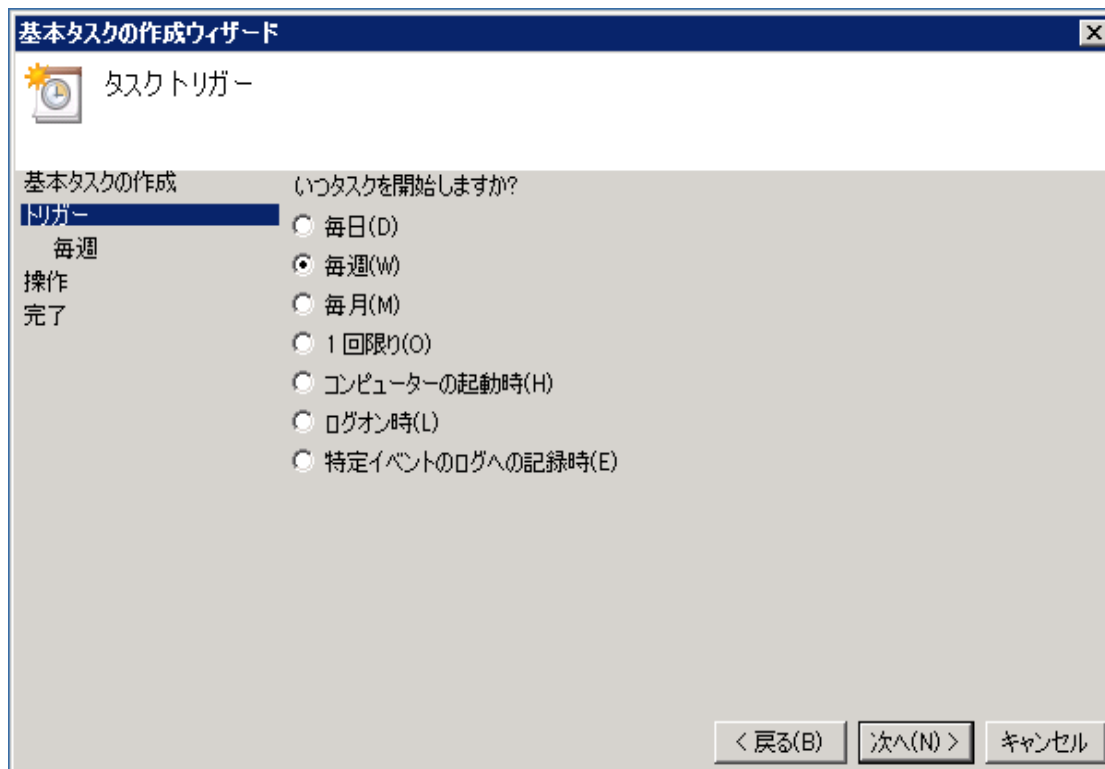 基本タスクの作成ウィザード
タスクトリガー
基本タスクの作成
トリガー
毎週
操作
完了
いつタスクを開始しますか?
毎日(D)
毎週(W)
毎月(M)
1 回限り(O)
コンピューターの起動時(H)
ログオン時(L)
特定イベントのログへの記録時(E)
< 戻る(B)
次へ(N) >
キャンセル